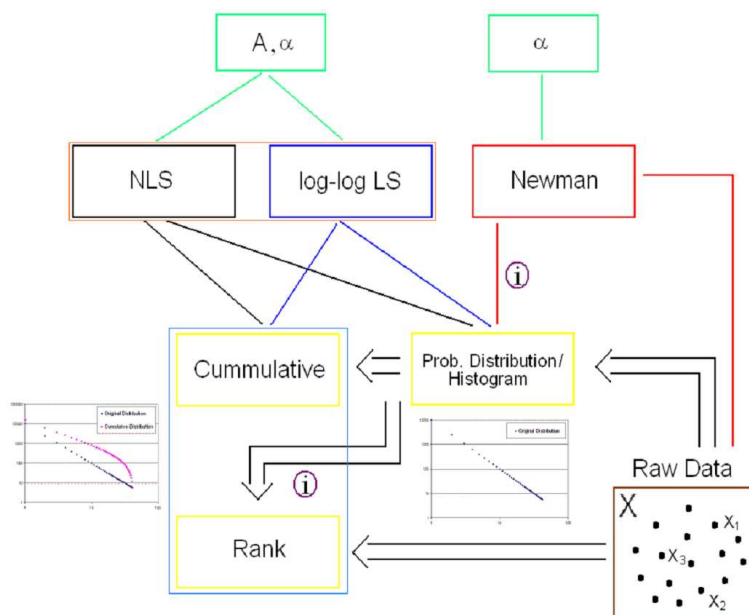 A, α
α
NLS
log-log LS
Newman
i
Cummulative
Prob. Distribution/
Histogram
Original Distribution
Cumulative Distribution
Original Distribution
i
Rank
Raw Data
X
X1
X3
X2